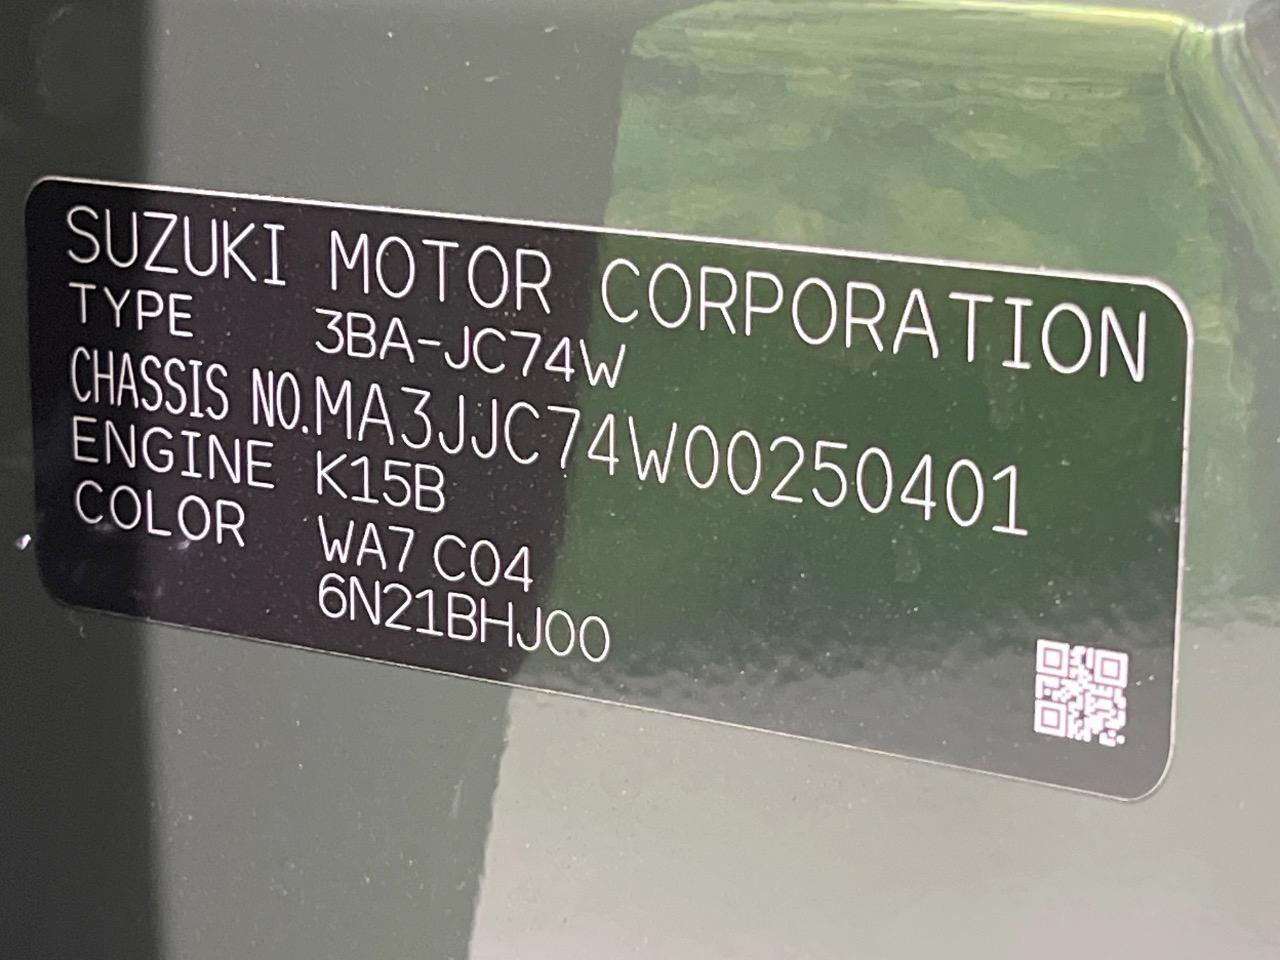 SUZUKI MOTOR CORPORATION
TYPE 3BA-JC74W
CHASSIS NO. MA3JJC74W00250401
ENGINE K15B
COLOR WA7 C04
6N21BHJ00